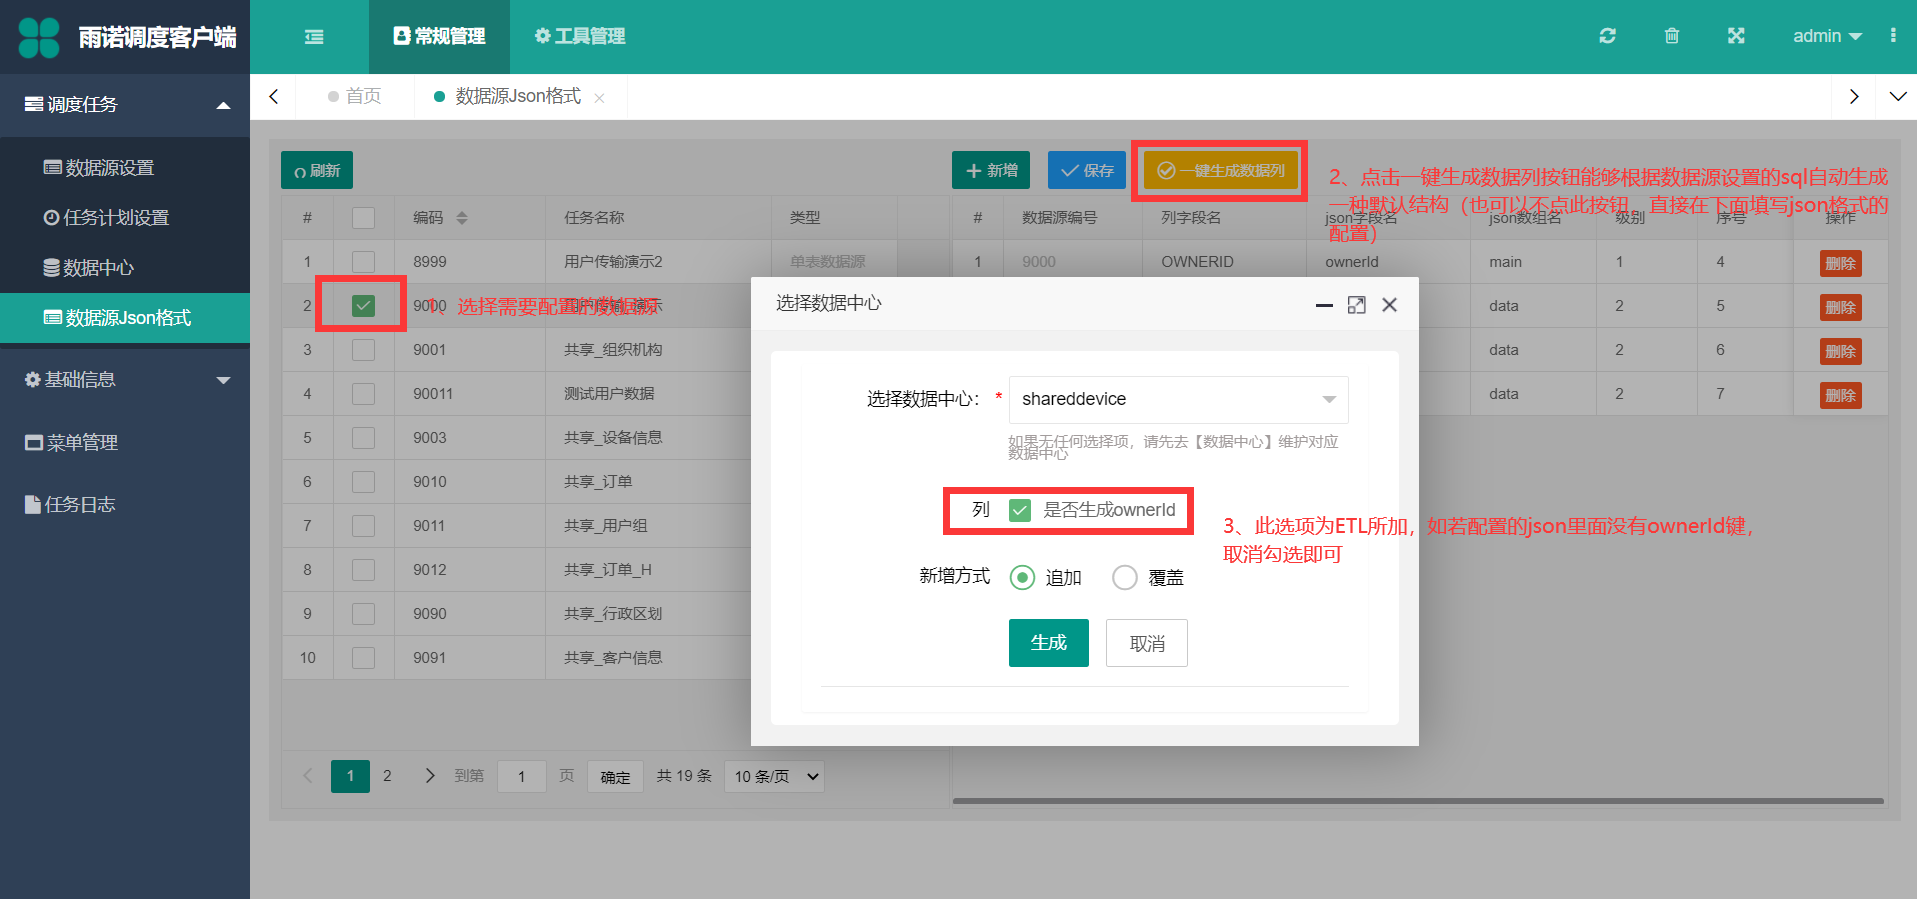 雨诺调度客户端
常规管理
工具管理
admin
调度任务
数据源设置
任务计划设置
数据中心
数据源Json格式
基础信息
菜单管理
任务日志
首页
数据源Json格式
刷新
新增
保存
一键生成数据列
2、点击一键生成数据列按钮能够根据数据源设置的sql自动生成
一种默认结构（也可以不点此按钮，直接在下面填写json格式的
配置）
# 编码 任务名称 类型
1 8999 用户传输演示2 单表数据源
2 9000
1、选择需要配置的数据源
3 9001 共享_组织机构
4 90011 测试用户数据
5 9003 共享_设备信息
6 9010 共享_订单
7 9011 共享_用户组
8 9012 共享_订单_H
9 9090 共享_行政区划
10 9091 共享_客户信息
1 2 到第 1 页 确定 共 19 条 10 条/页
# 数据源编号 列字段名 json字段名 json数组名 级别 序号 操作
1 9000 OWNERID ownerId main 1 4 删除
data 2 5 删除
data 2 6 删除
data 2 7 删除
选择数据中心
选择数据中心： * shareddevice
如果无任何选择项，请先去【数据中心】维护对应
数据中心
列 是否生成ownerId
3、此选项为ETL所加，如若配置的json里面没有ownerId键，
取消勾选即可
新增方式 追加 覆盖
生成 取消